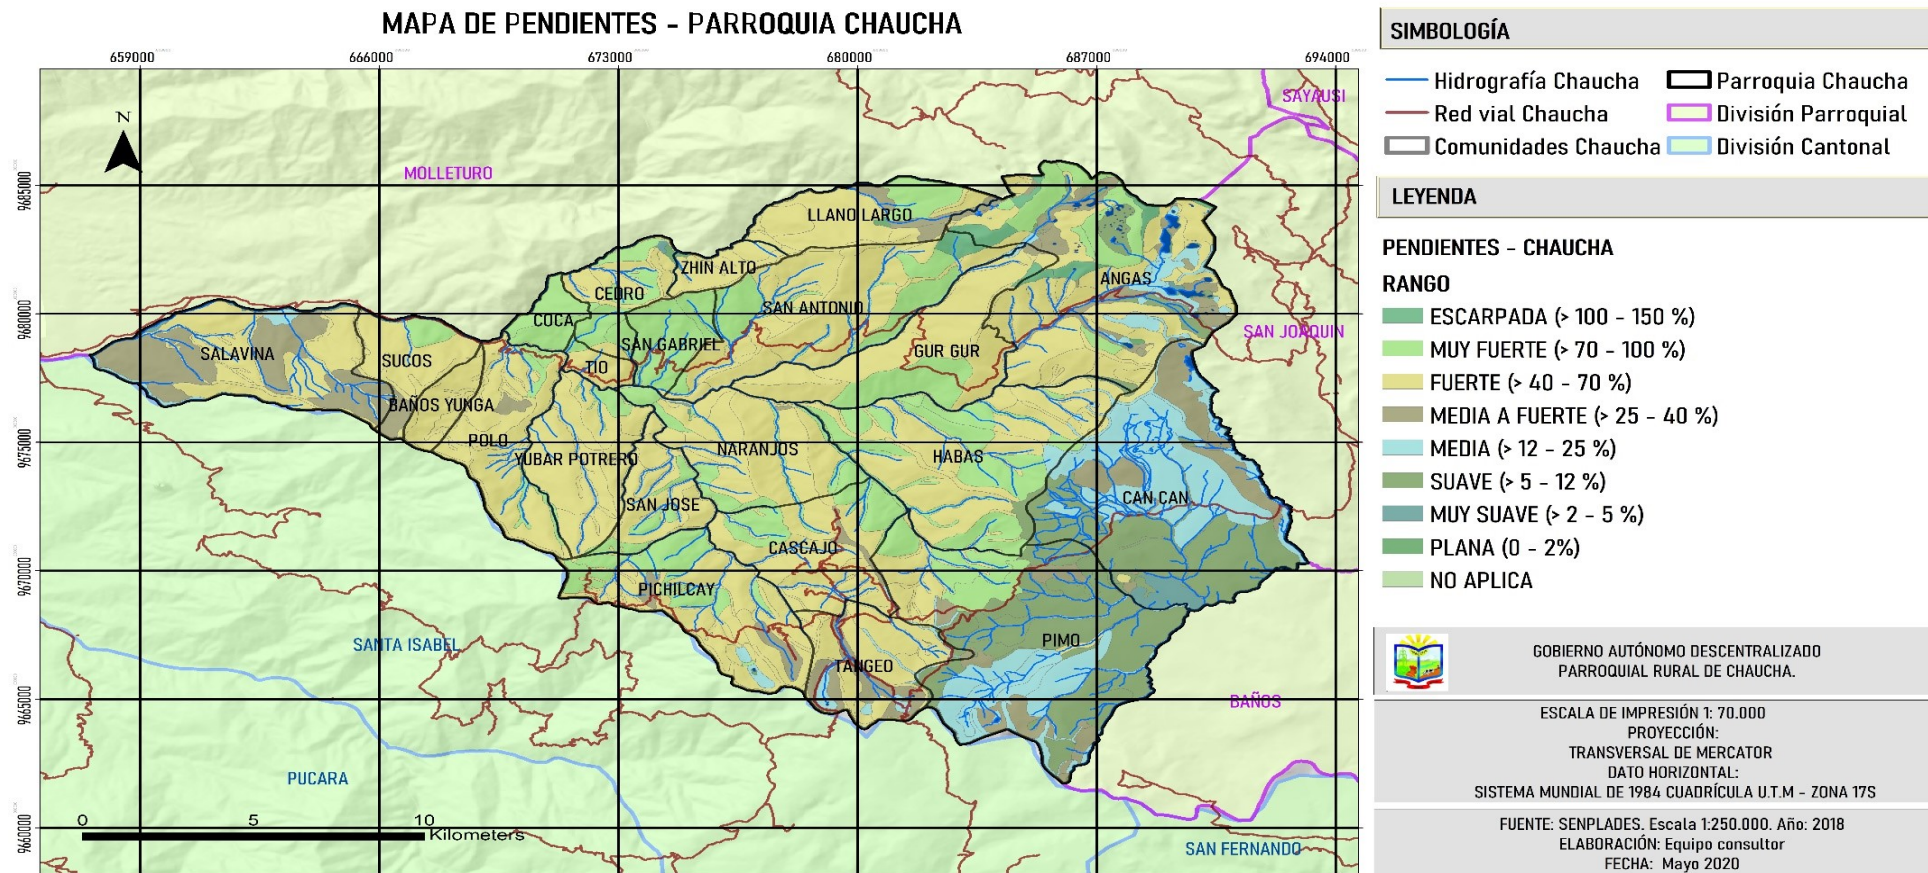 MAPA DE PENDIENTES - PARROQUIA CHAUCHA
659000 666000 673000 680000 687000 694000
N
9685000
9680000
9675000
9670000
9665000
9660000
SAYAUSI
MOLLETURO
LLANO LARGO
ZHIN ALTO
ANGAS
CEDRO
SAN ANTONIO
COCA
SAN JOAQUIN
SAN GABRIEL
SALAVINA
GUR GUR
SUCOS
TIO
BAÑOS YUNGA
POLO
NARANJOS
HABAS
YUBAR POTRERO
CAN CAN
SAN JOSE
CASCAJO
PICHILCAY
SANTA ISABEL
PIMO
TANGEO
BAÑOS
PUCARA
SAN FERNANDO
0 5 10
Kilometers
SIMBOLOGÍA
Hidrografía Chaucha
Parroquia Chaucha
Red vial Chaucha
División Parroquial
Comunidades Chaucha
División Cantonal
LEYENDA
PENDIENTES - CHAUCHA
RANGO
ESCARPADA (> 100 - 150 %)
MUY FUERTE (> 70 - 100 %)
FUERTE (> 40 - 70 %)
MEDIA A FUERTE (> 25 - 40 %)
MEDIA (> 12 - 25 %)
SUAVE (> 5 - 12 %)
MUY SUAVE (> 2 - 5 %)
PLANA (0 - 2%)
NO APLICA
GOBIERNO AUTÓNOMO DESCENTRALIZADO
PARROQUIAL RURAL DE CHAUCHA.
ESCALA DE IMPRESIÓN 1: 70.000
PROYECCIÓN:
TRANSVERSAL DE MERCATOR
DATO HORIZONTAL:
SISTEMA MUNDIAL DE 1984 CUADRÍCULA U.T.M - ZONA 17S
FUENTE: SENPLADES. Escala 1:250.000. Año: 2018
ELABORACIÓN: Equipo consultor
FECHA: Mayo 2020